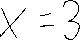 x = 3